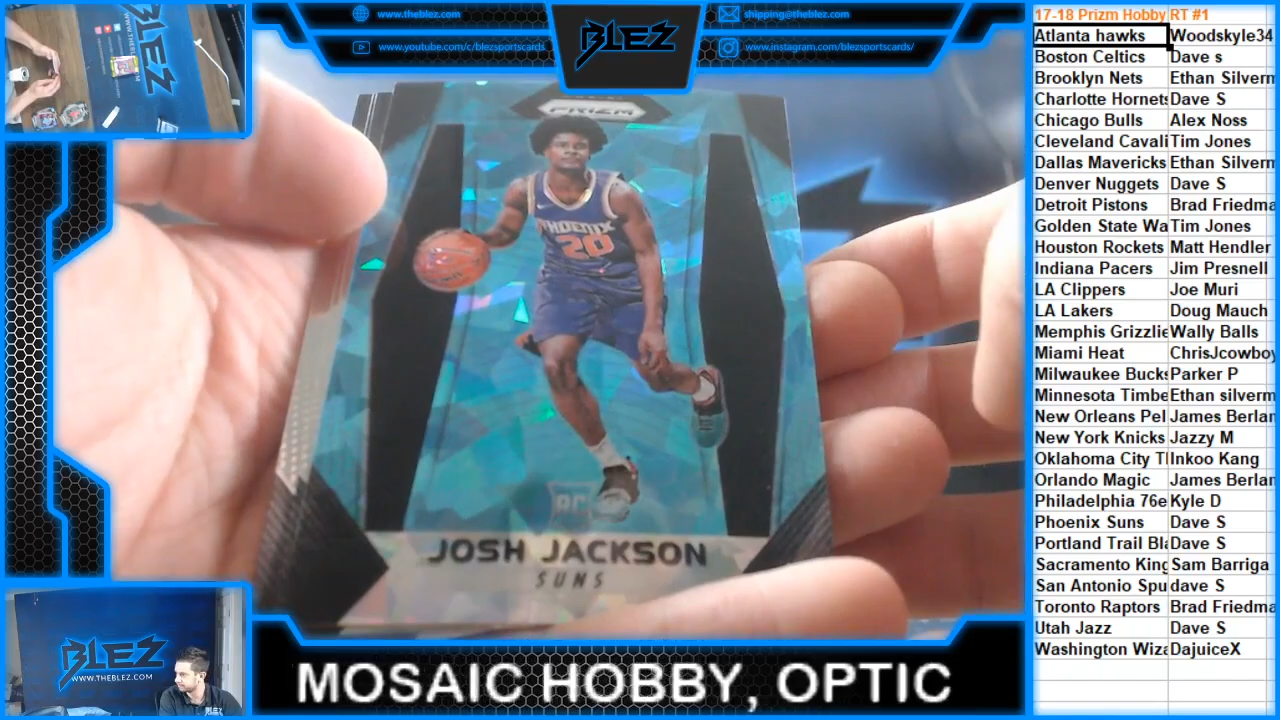 www.theblez.com
shipping@theblez.com
www.youtube.com/c/blezsportscards
www.instagram.com/blezsportscards/
BLEZ
BLEZ
WWW.THEBLEZ.COM
PRIZM
PHOENIX
20
RC
JOSH JACKSON
SUNS
BLEZ
WWW.THEBLEZ.COM
MOSAIC HOBBY, OPTIC
17-18 Prizm Hobby RT #1
Atlanta hawks Woodskyle34
Boston Celtics Dave s
Brooklyn Nets Ethan Silverm
Charlotte Hornets Dave S
Chicago Bulls Alex Noss
Cleveland Cavali Tim Jones
Dallas Mavericks Ethan Silverm
Denver Nuggets Dave S
Detroit Pistons Brad Friedma
Golden State Wa Tim Jones
Houston Rockets Matt Hendler
Indiana Pacers Jim Presnell
LA Clippers Joe Muri
LA Lakers Doug Mauch
Memphis Grizzlie Wally Balls
Miami Heat ChrisJcowboy
Milwaukee Bucks Parker P
Minnesota Timbe Ethan silverm
New Orleans Pel James Berlan
New York Knicks Jazzy M
Oklahoma City Tl Inkoo Kang
Orlando Magic James Berlan
Philadelphia 76e Kyle D
Phoenix Suns Dave S
Portland Trail Bla Dave S
Sacramento King Sam Barriga
San Antonio Spu dave S
Toronto Raptors Brad Friedma
Utah Jazz Dave S
Washington Wiza DajuiceX